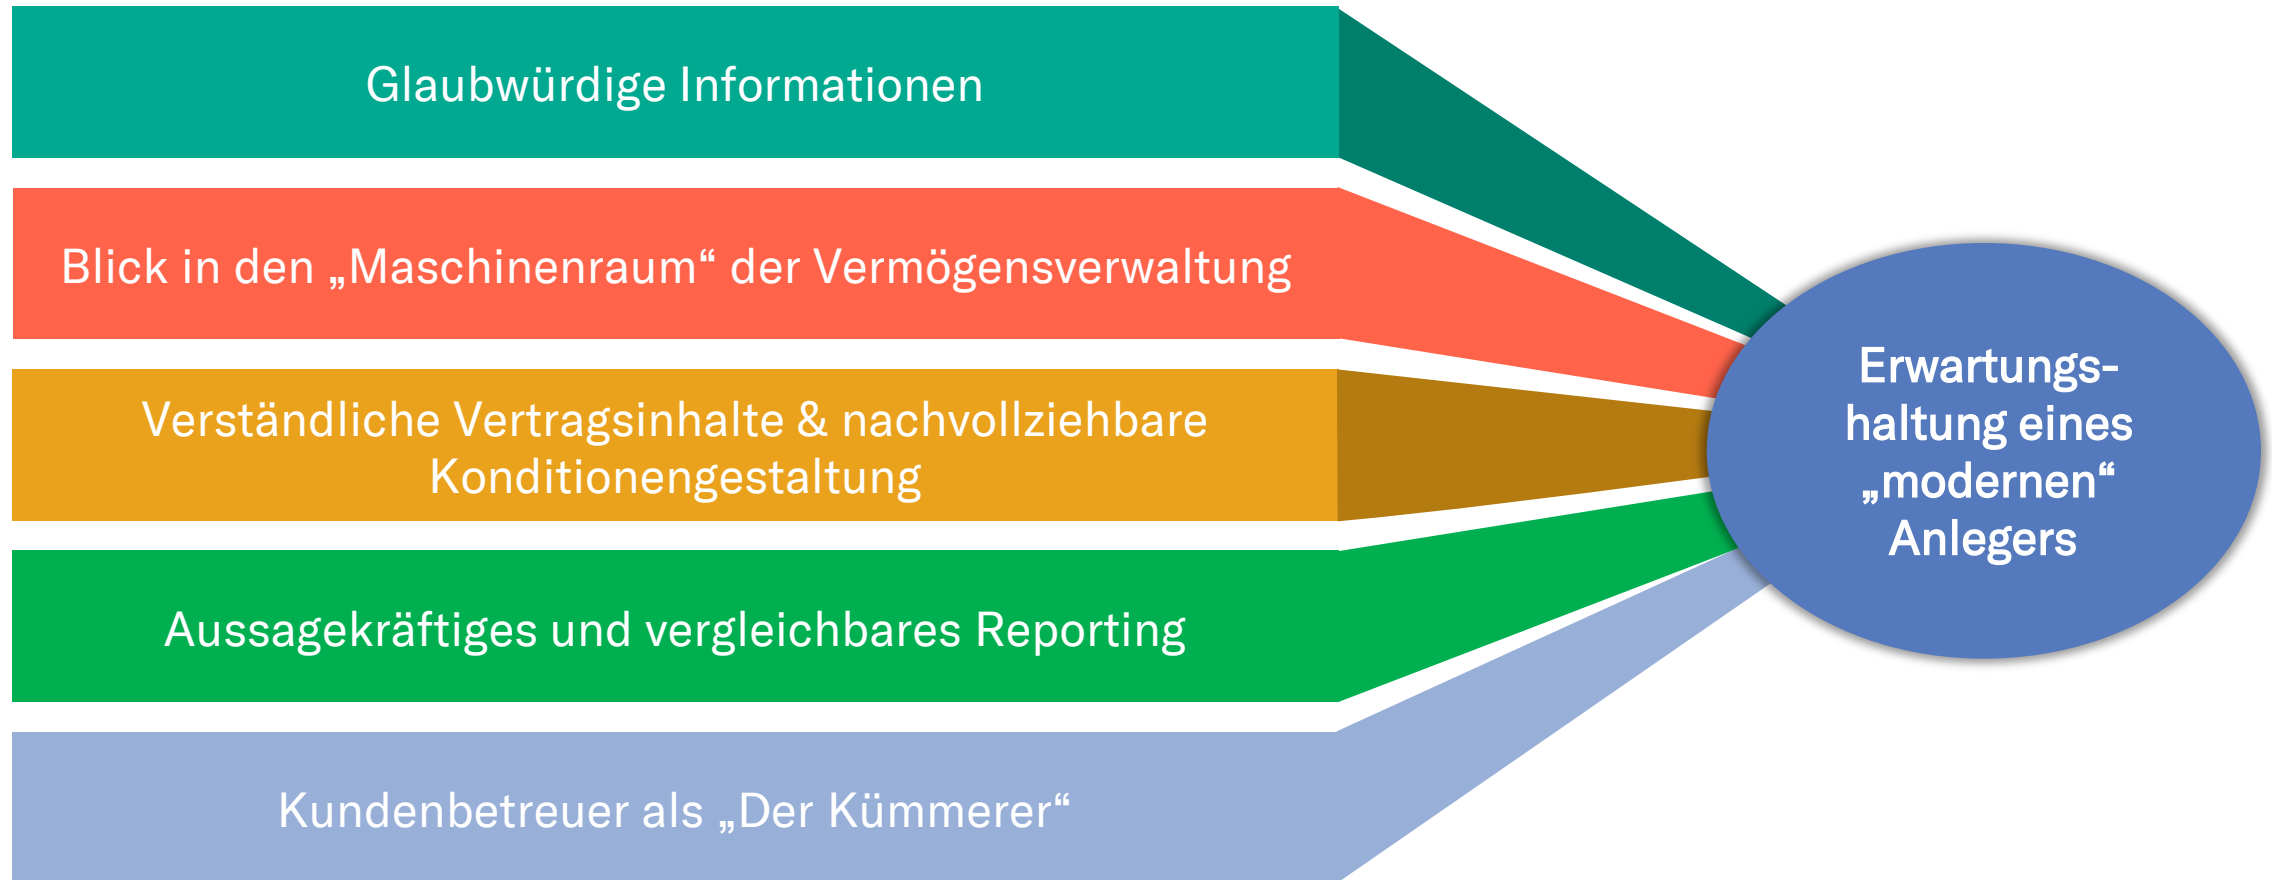 Glaubwürdige Informationen
Blick in den „Maschinenraum“ der Vermögensverwaltung
Verständliche Vertragsinhalte & nachvollziehbare
Konditionengestaltung
Aussagekräftiges und vergleichbares Reporting
Kundenbetreuer als „Der Kümmerer“
Erwartungs-
haltung eines
„modernen“
Anlegers